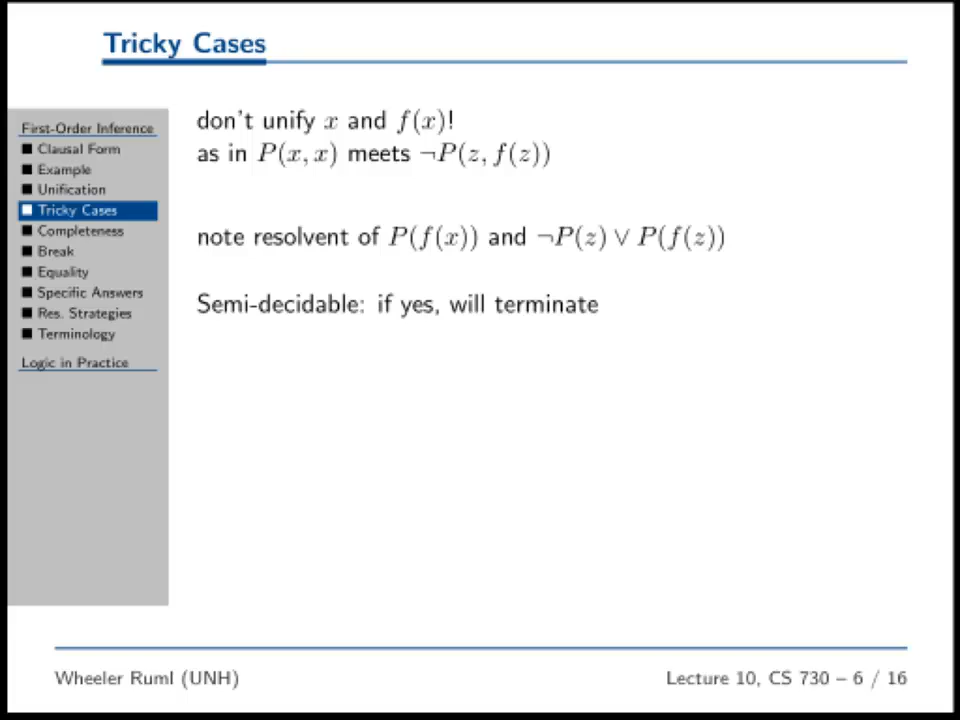 Tricky Cases
First-Order Inference
■ Clausal Form
■ Example
■ Unification
■ Tricky Cases
■ Completeness
■ Break
■ Equality
■ Specific Answers
■ Res. Strategies
■ Terminology
Logic in Practice
don't unify x and f(x)!
as in P(x, x) meets ¬P(z, f(z))
note resolvent of P(f(x)) and ¬P(z) ∨ P(f(z))
Semi-decidable: if yes, will terminate
Wheeler Ruml (UNH)
Lecture 10, CS 730 – 6 / 16